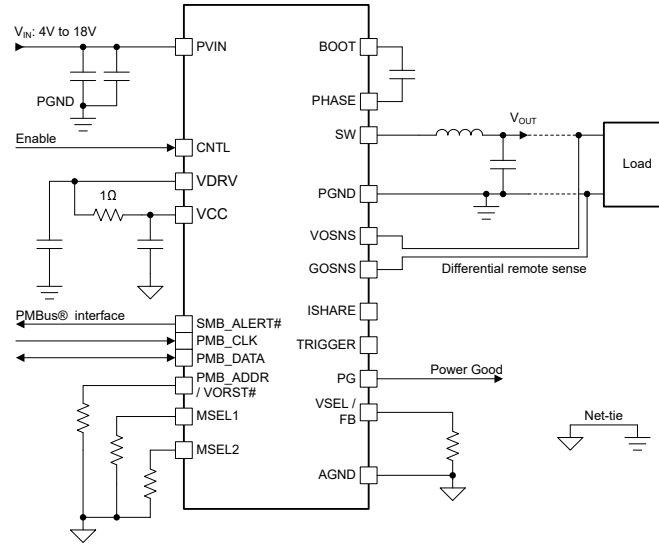 VIN: 4V to 18V
PVIN
PGND
Enable
CNTL
VDRV
1Ω
VCC
PMBus® interface
SMB_ALERT#
PMB_CLK
PMB_DATA
PMB_ADDR
/ VORST#
MSEL1
MSEL2
BOOT
PHASE
SW
VOUT
Load
PGND
VOSNS
GOSNS
Differential remote sense
ISHARE
TRIGGER
PG
Power Good
VSEL /
FB
Net-tie
AGND